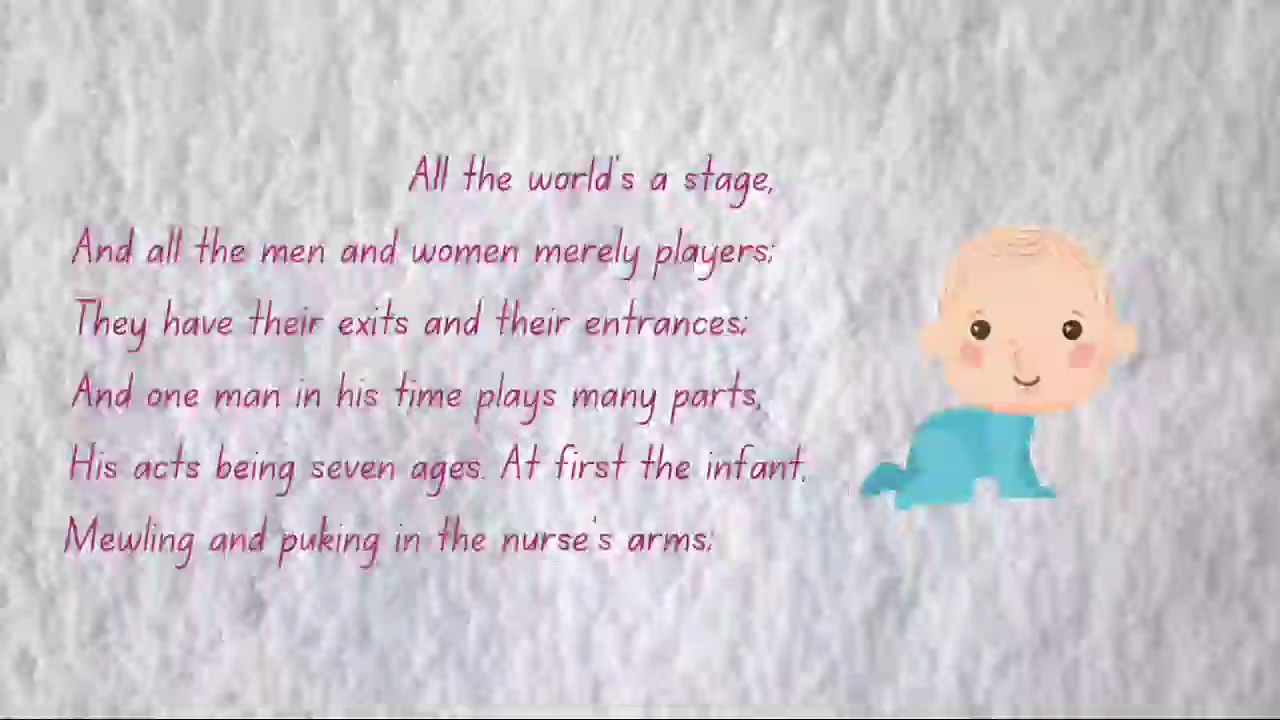 All the world's a stage,
And all the men and women merely players;
They have their exits and their entrances;
And one man in his time plays many parts,
His acts being seven ages. At first the infant,
Mewling and puking in the nurse's arms;